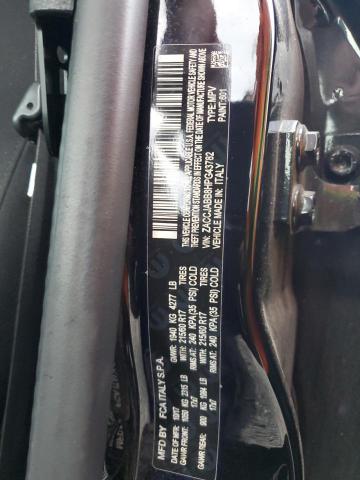 MFD BY FCA ITALY S.P.A.
DATE OF MFR 10/17 GVWR: 1940 KG 4277 LB
GAWR FRONT: 1050 KG 2315 LB WITH: 215/60 R17 TIRES
17x7 RIMS AT: 240 KPA(35 PSI) COLD
GAWR REAR: 900 KG 1984 LB WITH: 215/60 R17 TIRES
17x7 RIMS AT: 240 KPA(35 PSI) COLD
THIS VEHICLE CONFORMS TO ALL APPLICABLE
U.S.A. FEDERAL MOTOR VEHICLE SAFETY AND
BUMPER STANDARDS SHOWN ABOVE IN EFFECT ON THE
DATE OF MANUFACTURE
VIN: ZACCJABB8HPG43782 TYPE: MPV
VEHICLE MADE IN: ITALY PAINT: 601